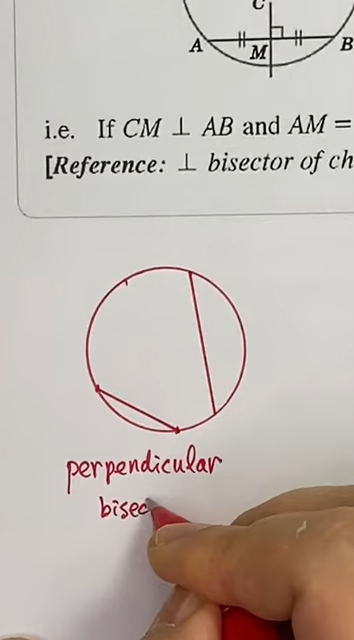 C
A
M
B
i.e. If CM ⊥ AB and AM =
[Reference: ⊥ bisector of ch
perpendicular
bisec